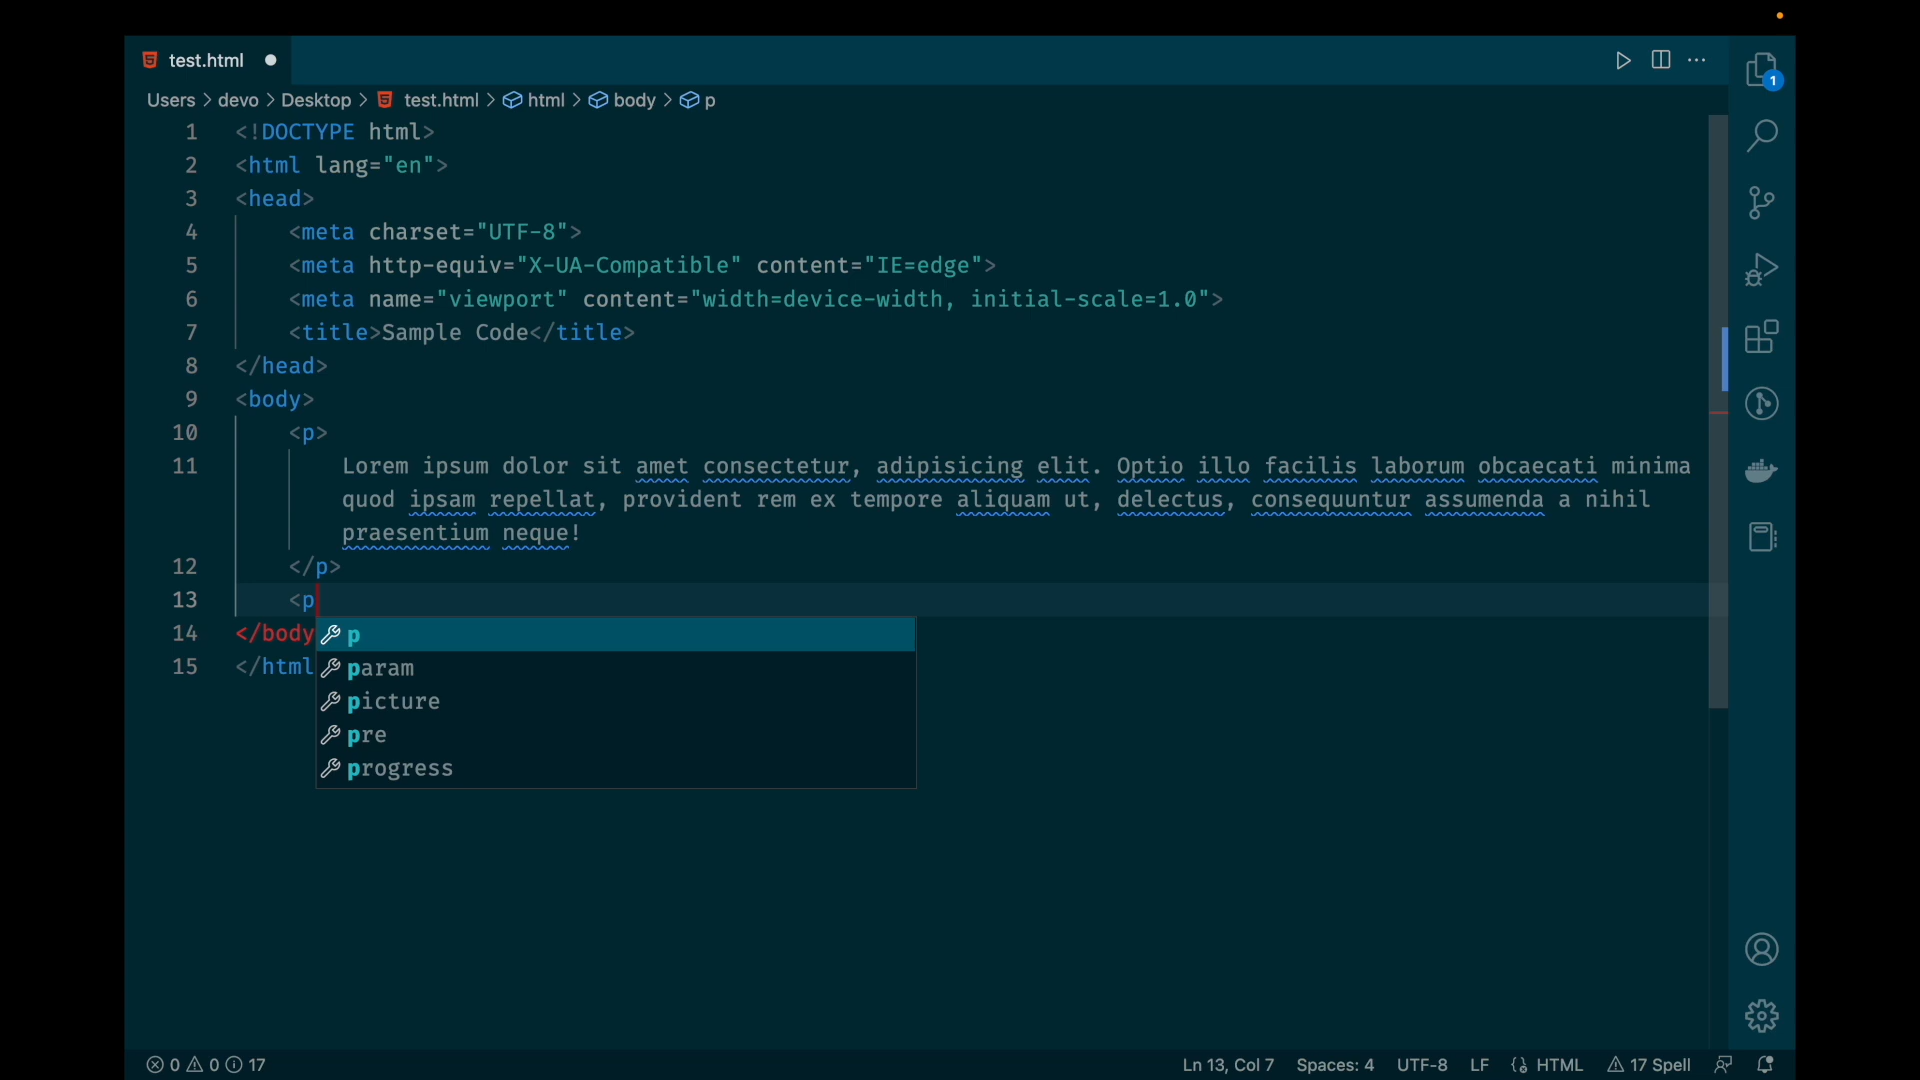 test.html
Users > devo > Desktop > test.html > html > body > p
1 <!DOCTYPE html>
2 <html lang="en">
3 <head>
4 <meta charset="UTF-8">
5 <meta http-equiv="X-UA-Compatible" content="IE=edge">
6 <meta name="viewport" content="width=device-width, initial-scale=1.0">
7 <title>Sample Code</title>
8 </head>
9 <body>
10 <p>
11 Lorem ipsum dolor sit amet consectetur, adipisicing elit. Optio illo facilis laborum obcaecati minima
quod ipsam repellat, provident rem ex tempore aliquam ut, delectus, consequuntur assumenda a nihil
praesentium neque!
12 </p>
13 <p
14 </body
15 </html
p
param
picture
pre
progress
1
0 0 17
Ln 13, Col 7 Spaces: 4 UTF-8 LF HTML 17 Spell